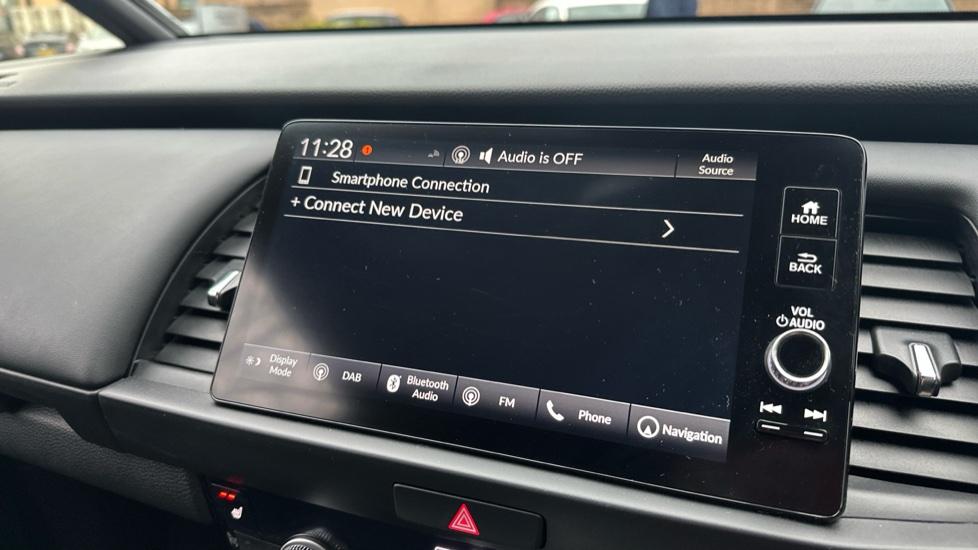 11:28
Audio is OFF
Audio
Source
Smartphone Connection
+ Connect New Device
HOME
BACK
VOL
AUDIO
Display
Mode
DAB
Bluetooth
Audio
FM
Phone
Navigation